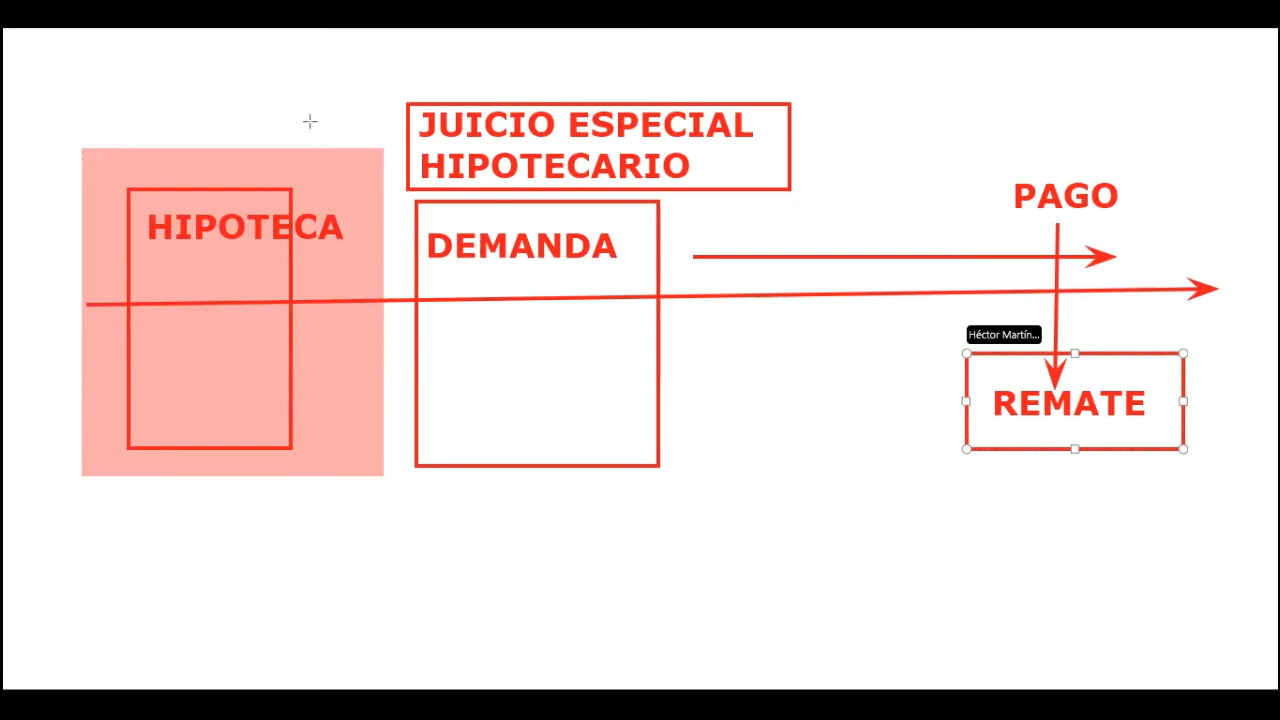 JUICIO ESPECIAL
HIPOTECARIO
HIPOTECA
DEMANDA
PAGO
Héctor Martín...
REMATE